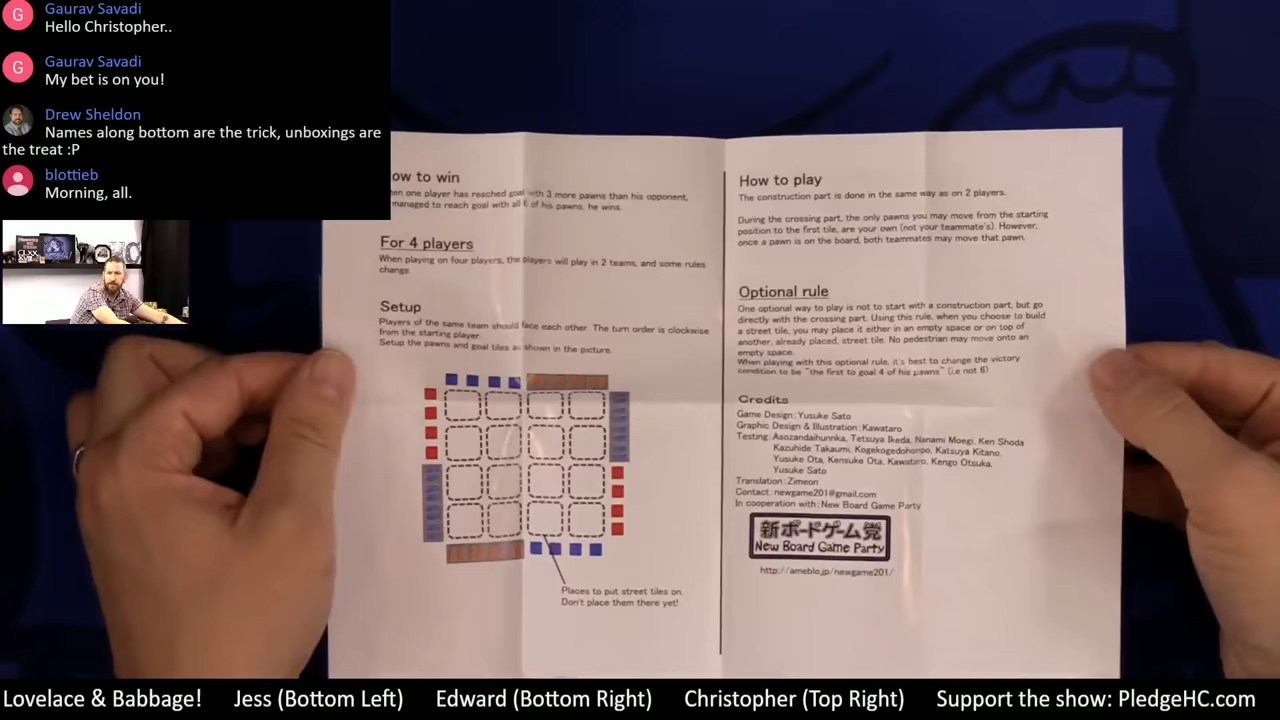 Gaurav Savadi
Hello Christopher..
Gaurav Savadi
My bet is on you!
Drew Sheldon
Names along bottom are the trick, unboxings are
the treat :P
blottieb
Morning, all.
ow to win
en one player has reached goal with 3 more pawns than his opponent,
managed to reach goal with all 6 of his pawns, he wins.
For 4 players
When playing on four players, the players will play in 2 teams, and some rules
change.
Setup
Players of the same team should face each other. The turn order is clockwise
from the starting player.
Setup the pawns and goal tiles as shown in the picture.
Places to put street tiles on.
Don't place them there yet!
How to play
The construction part is done in the same way as on 2 players.
During the crossing part, the only pawns you may move from the starting
position to the first tile, are your own (not your teammate's). However,
once a pawn is on the board, both teammates may move that pawn.
Optional rule
One optional way to play is not to start with a construction part, but go
directly with the crossing part. Using this rule, when you choose to build
a street tile, you may place it either in an empty space or on top of
another, already placed, street tile. No pedestrian may move onto an
empty space.
When playing with this optional rule, it's best to change the victory
condition to be "the first to goal 4 of his pawns" (i.e not 6)
Credits
Game Design: Yusuke Sato
Graphic Design & Illustration: Kawataro
Testing: Asozandaihunnka, Tetsuya Ikeda, Nanami Moegi, Ken Shoda
Kazuhide Takaumi, Kogekogedohonpo, Katsuya Kitano,
Yusuke Ota, Kensuke Ota, Kawataro, Kengo Otsuka,
Yusuke Sato
Translation: Zimeon
Contact: newgame201@gmail.com
In cooperation with: New Board Game Party
新ボードゲーム党
New Board Game Party
http://ameblo.jp/newgame201/
Lovelace & Babbage! Jess (Bottom Left) Edward (Bottom Right) Christopher (Top Right) Support the show: PledgeHC.com